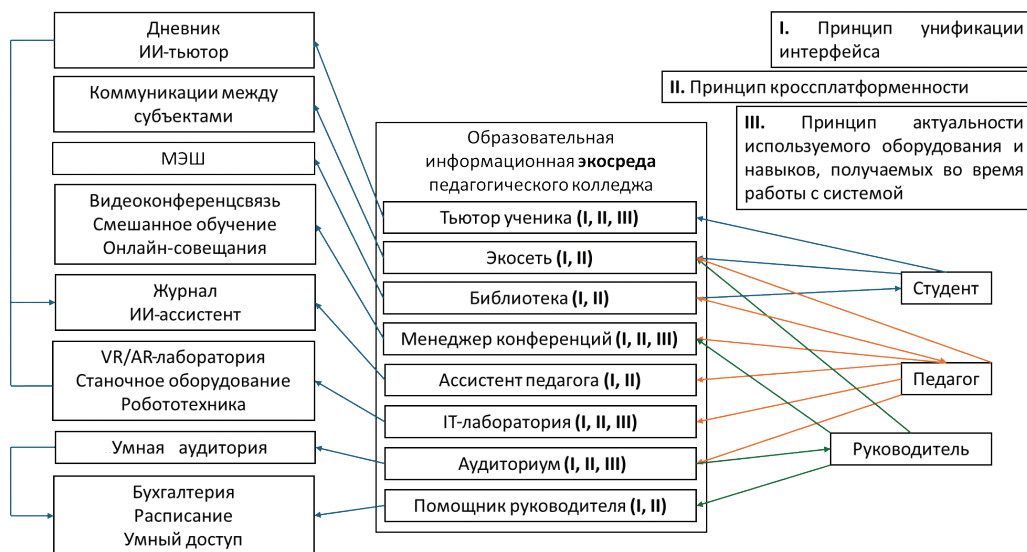 Дневник
ИИ-тьютор
Коммуникации между
субъектами
МЭШ
Видеоконференцсвязь
Смешанное обучение
Онлайн-совещания
Журнал
ИИ-ассистент
VR/AR-лаборатория
Станочное оборудование
Робототехника
Умная аудитория
Бухгалтерия
Расписание
Умный доступ
Образовательная
информационная экосреда
педагогического колледжа
Тьютор ученика (I, II, III)
Экосеть (I, II)
Библиотека (I, II)
Менеджер конференций (I, II, III)
Ассистент педагога (I, II)
IT-лаборатория (I, II, III)
Аудиториум (I, II, III)
Помощник руководителя (I, II)
I. Принцип унификации
интерфейса
II. Принцип кроссплатформенности
III. Принцип актуальности
используемого оборудования и
навыков, получаемых во время
работы с системой
Студент
Педагог
Руководитель